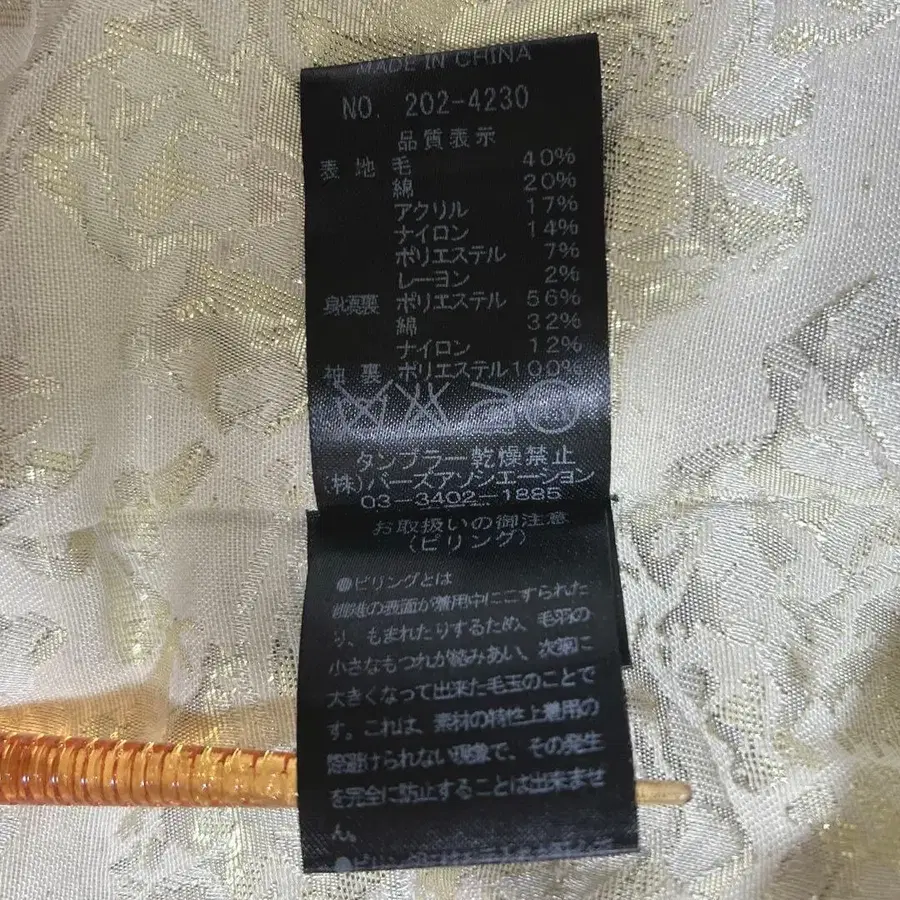 MADE IN CHINA
NO. 202-4230
品質表示
表 地 毛 40%
綿 20%
アクリル 17%
ナイロン 14%
ポリエステル 7%
レーヨン 2%
身頃裏 ポリエステル 56%
綿 32%
ナイロン 12%
袖 裏 ポリエステル 100%
タンブラー乾燥禁止
(株)バーズアソシエーション
03-3402-1885
お取扱いの御注意
(ピリング)
●ピリングとは
繊維の表面が着用中にこすられた
り、もまれたりするため、毛羽の
小さなもつれが絡みあい、次第に
大きくなって出来た毛玉のことで
す。これは、素材の特性上着用の
際避けられない現象で、その発生
を完全に防止することは出来ませ
ん。